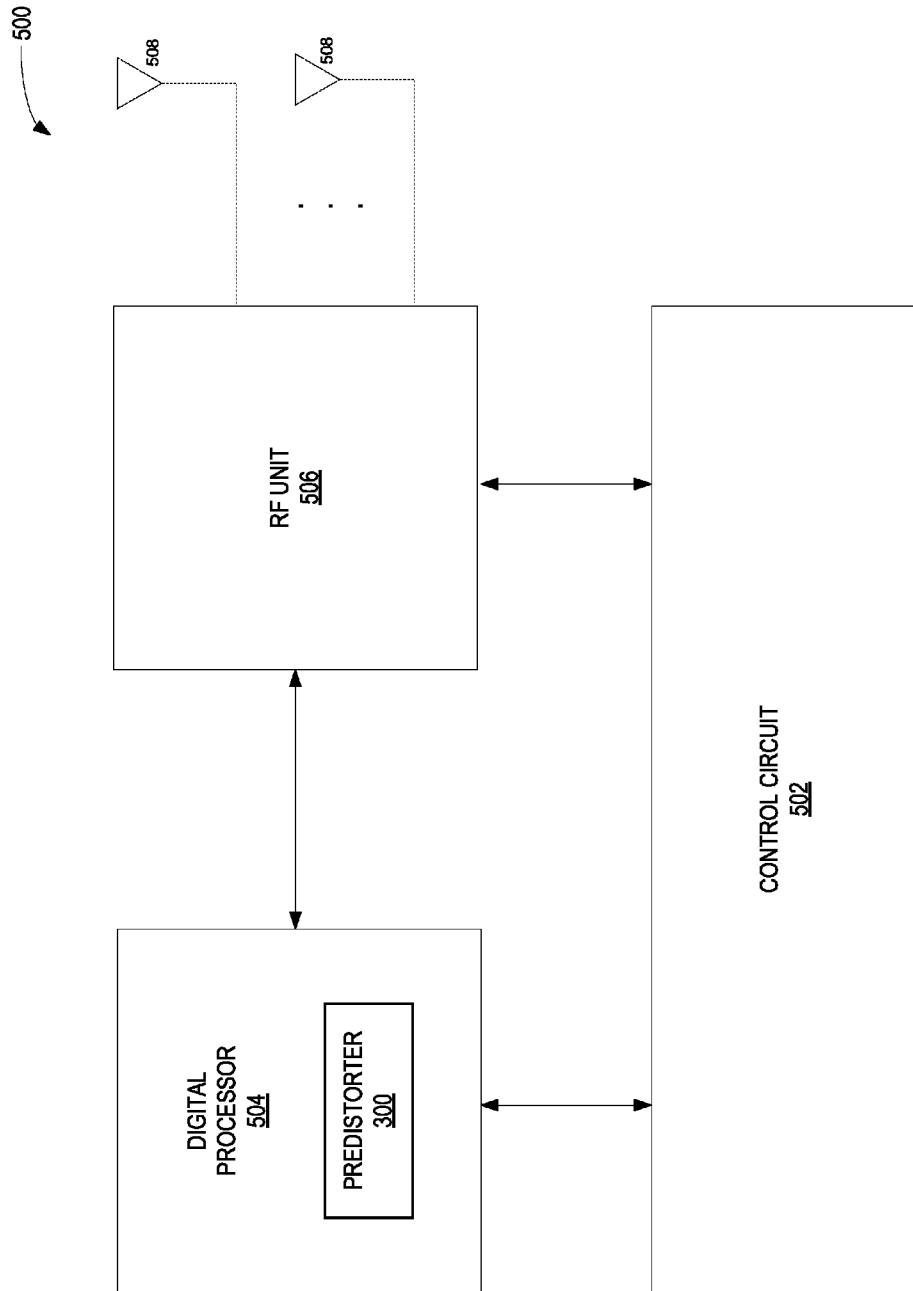 500
508
508
. . .
RF UNIT
506
DIGITAL
PROCESSOR
504
PREDISTORTER
300
CONTROL CIRCUIT
502